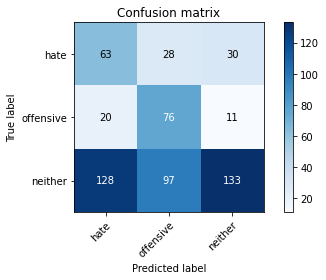 Confusion matrix
hate 63 28 30
offensive 20 76 11
neither 128 97 133
hate offensive neither
True label
Predicted label
120
100
80
60
40
20